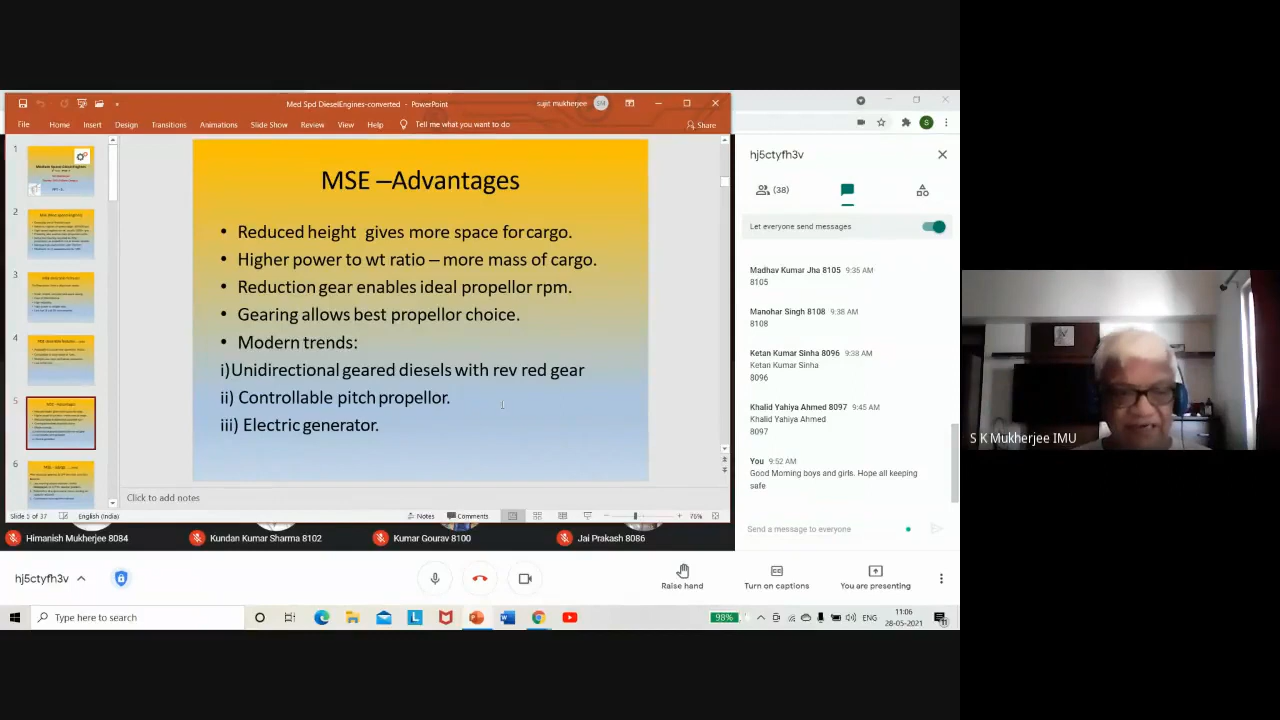 Med Spd DieselEngines-converted - PowerPoint
sujit mukherjee
SM
File Home Insert Design Transitions Animations Slide Show Review View Help Tell me what you want to do Share
1
2
3
4
5
6
MSE –Advantages
• Reduced height gives more space for cargo.
• Higher power to wt ratio – more mass of cargo.
• Reduction gear enables ideal propellor rpm.
• Gearing allows best propellor choice.
• Modern trends:
i)Unidirectional geared diesels with rev red gear
ii) Controllable pitch propellor.
iii) Electric generator.
Click to add notes
Slide 5 of 37 English (India) Notes Comments 76%
Himanish Mukherjee 8084
Kundan Kumar Sharma 8102
Kumar Gourav 8100
Jai Prakash 8086
S
hj5ctyfh3v
(38)
Let everyone send messages
Madhav Kumar Jha 8105 9:35 AM
8105
Manohar Singh 8108 9:38 AM
8108
Ketan Kumar Sinha 8096 9:38 AM
Ketan Kumar Sinha
8096
Khalid Yahiya Ahmed 8097 9:45 AM
Khalid Yahiya Ahmed
8097
You 9:52 AM
Good Morning boys and girls. Hope all keeping
safe
Send a message to everyone
hj5ctyfh3v
Raise hand
Turn on captions
You are presenting
Type here to search
98%
ENG
11:06
28-05-2021
S K Mukherjee IMU